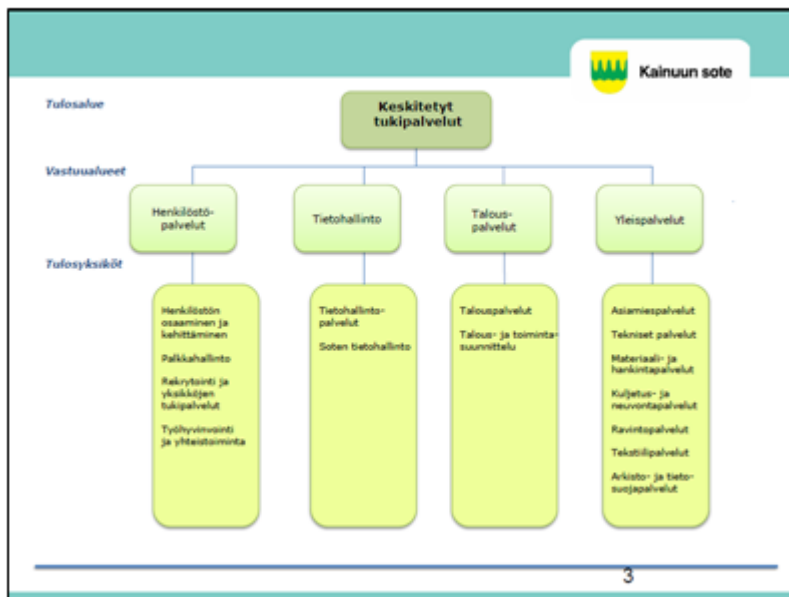 Kainuun sote
Tulosalue
Keskitetyt
tukipalvelut
Vastuualueet
Henkilöstö-
palvelut
Tietohallinto
Talous-
palvelut
Yleispalvelut
Tulosyksiköt
Henkilöstön
osaaminen ja
kehittäminen
Palkkahallinto
Rekrytointi ja
yksikköjen
tukipalvelut
Työhyvinvointi
ja yhteistoiminta
Tietohallinto-
palvelut
Soten tietohallinto
Talouspalvelut
Talous- ja toiminta-
suunnittelu
Asiamiespalvelut
Tekniset palvelut
Materiaali- ja
hankintapalvelut
Kuljetus- ja
neuvontapalvelut
Ravintopalvelut
Tekstiilipalvelut
Arkisto- ja tieto-
suojapalvelut
3